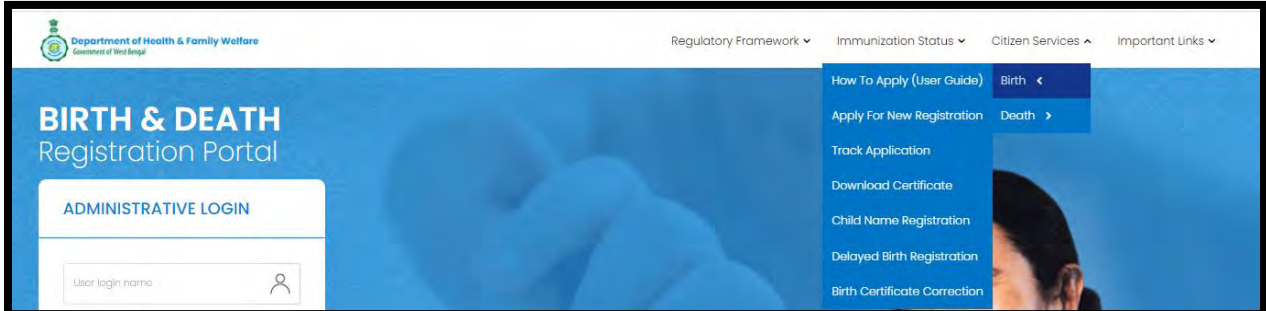 Department of Health & Family Welfare
Government of West Bengal
Regulatory Framework
Immunization Status
Citizen Services
Important Links
How To Apply (User Guide)
Apply For New Registration
Track Application
Download Certificate
Child Name Registration
Delayed Birth Registration
Birth Certificate Correction
Birth
Death
BIRTH & DEATH
Registration Portal
ADMINISTRATIVE LOGIN
User login name